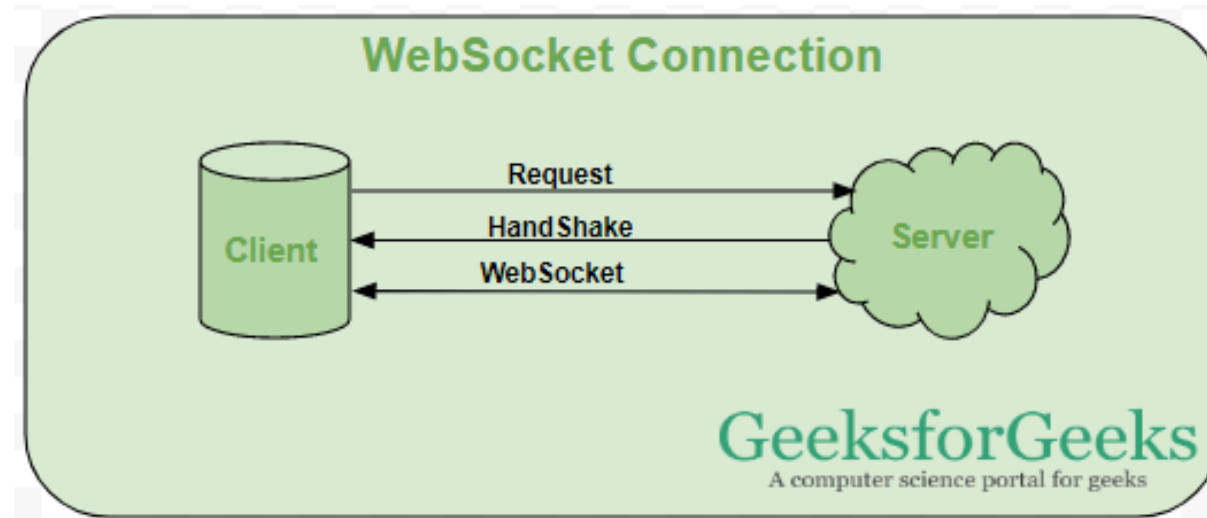 WebSocket Connection
Request
HandShake
WebSocket
Client
Server
GeeksforGeeks
A computer science portal for geeks